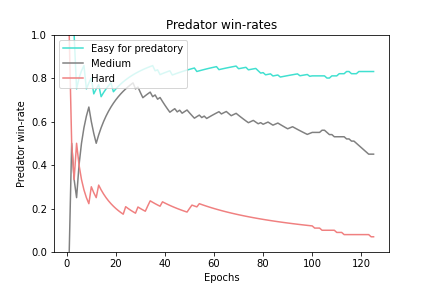 Predator win-rates
Easy for predatory
Medium
Hard
Predator win-rate
1.0
0.8
0.6
0.4
0.2
0.0
0
20
40
60
80
100
120
Epochs